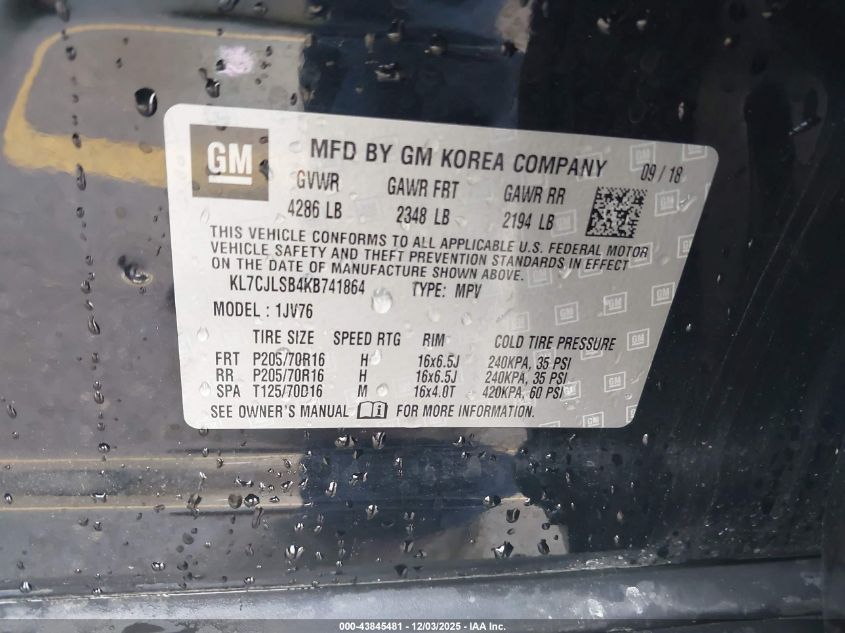 GM
MFD BY GM KOREA COMPANY 09/18
GVWR GAWR FRT GAWR RR
4286 LB 2348 LB 2194 LB
THIS VEHICLE CONFORMS TO ALL APPLICABLE U.S. FEDERAL MOTOR
VEHICLE SAFETY AND THEFT PREVENTION STANDARDS IN EFFECT
ON THE DATE OF MANUFACTURE SHOWN ABOVE.
KL7CJLSB4KB741864 TYPE: MPV
MODEL : 1JV76
TIRE SIZE SPEED RTG RIM COLD TIRE PRESSURE
FRT P205/70R16 H 16x6.5J 240KPA, 35 PSI
RR P205/70R16 H 16x6.5J 240KPA, 35 PSI
SPA T125/70D16 M 16x4.0T 420KPA, 60 PSI
SEE OWNER'S MANUAL FOR MORE INFORMATION.
000-43845481 - 12/03/2025 - IAA Inc.